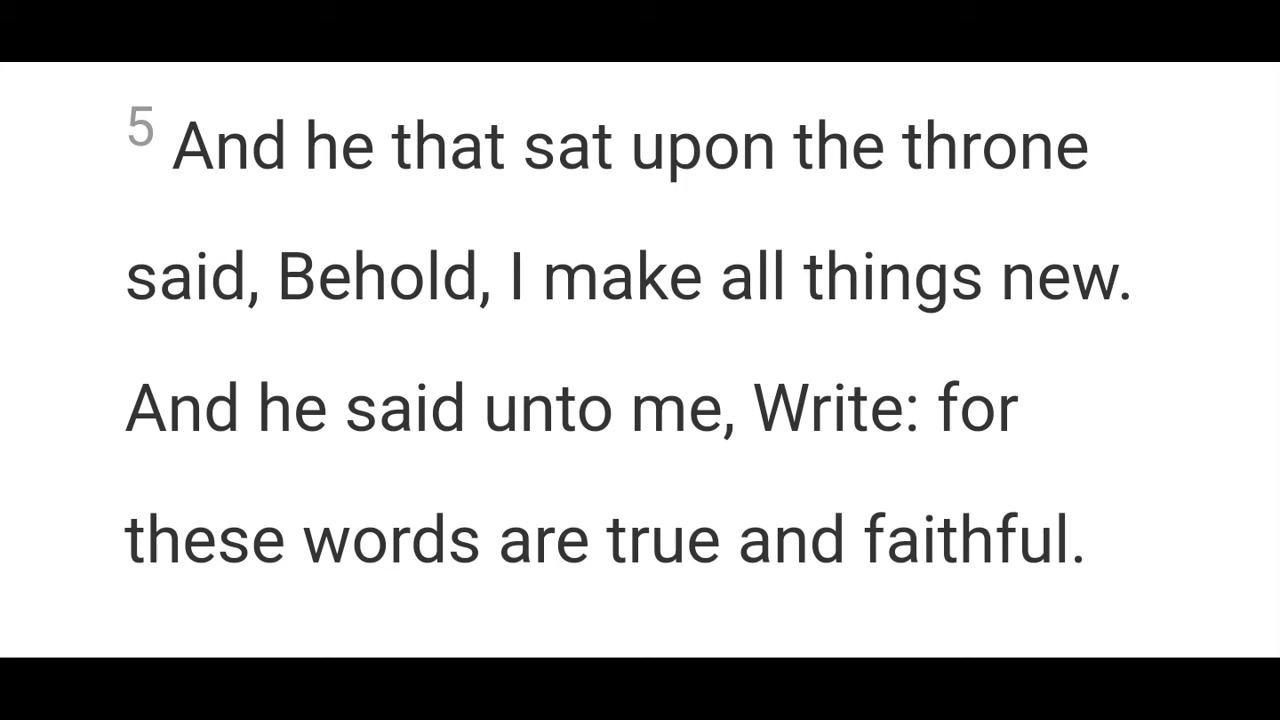 5 And he that sat upon the throne
said, Behold, I make all things new.
And he said unto me, Write: for
these words are true and faithful.